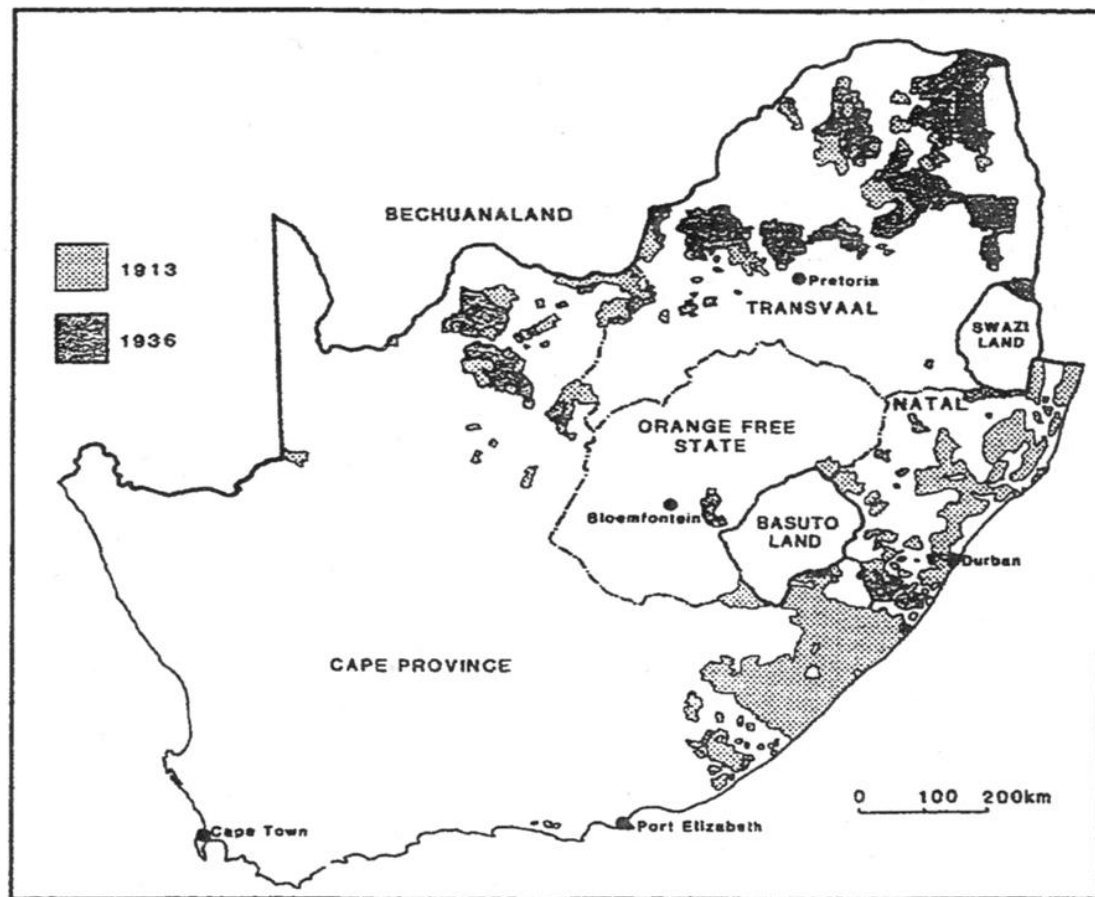 BECHUANALAND
1913
1936
Pretoria
TRANSVAAL
SWAZI
LAND
NATAL
ORANGE FREE
STATE
Bloemfontein
BASUTO
LAND
Durban
CAPE PROVINCE
0 100 200km
Cape Town
Port Elizabeth